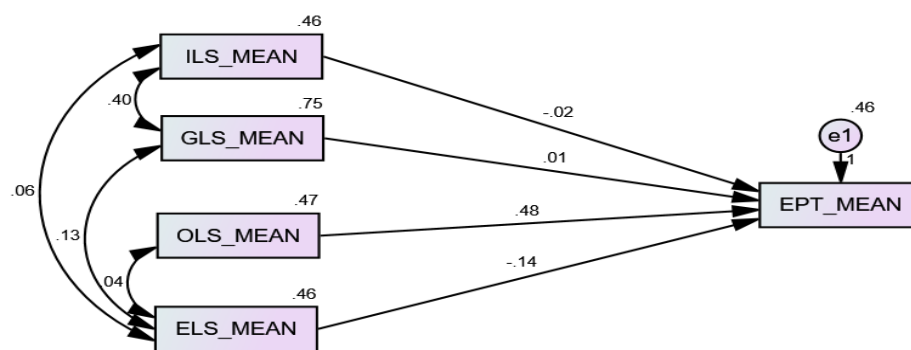 .46
ILS_MEAN
.40
.75
GLS_MEAN
-.02
.01
.46
e1
1
EPT_MEAN
.06
.13
.47
OLS_MEAN
.48
.04
.46
ELS_MEAN
-.14